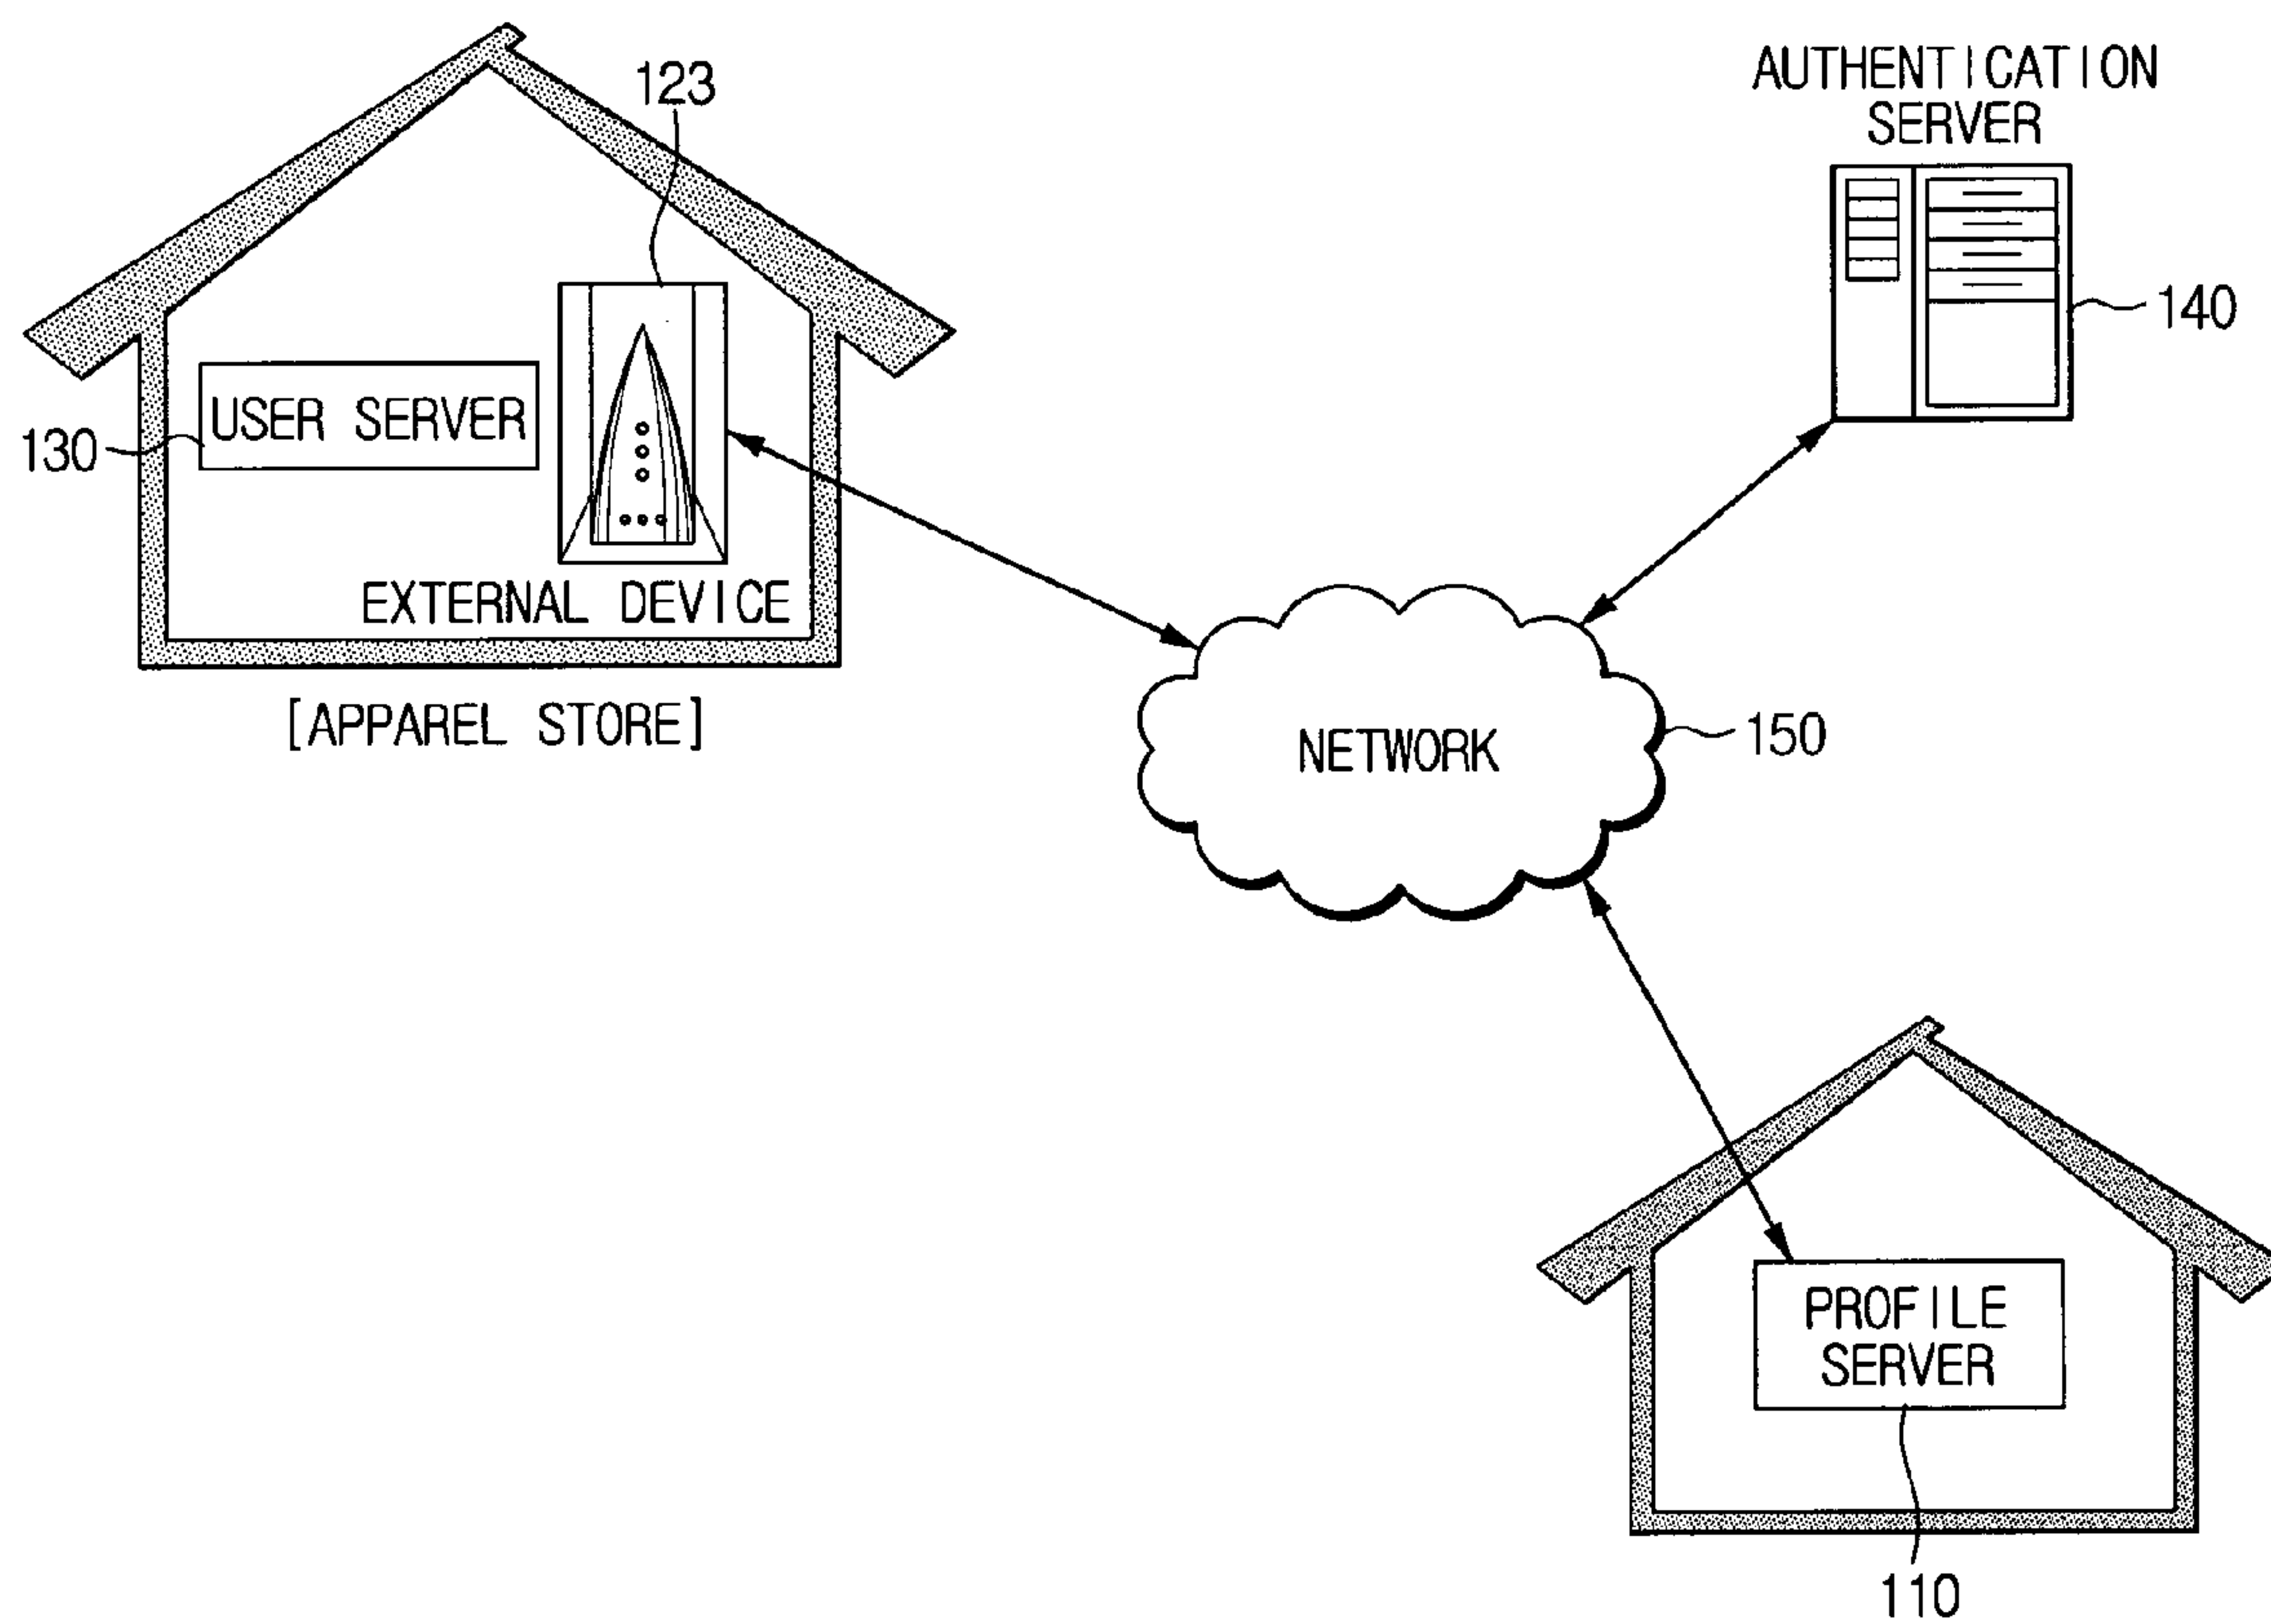 123
AUTHENTICATION
SERVER
140
USER SERVER
130
EXTERNAL DEVICE
[APPAREL STORE]
NETWORK
150
PROFILE
SERVER
110